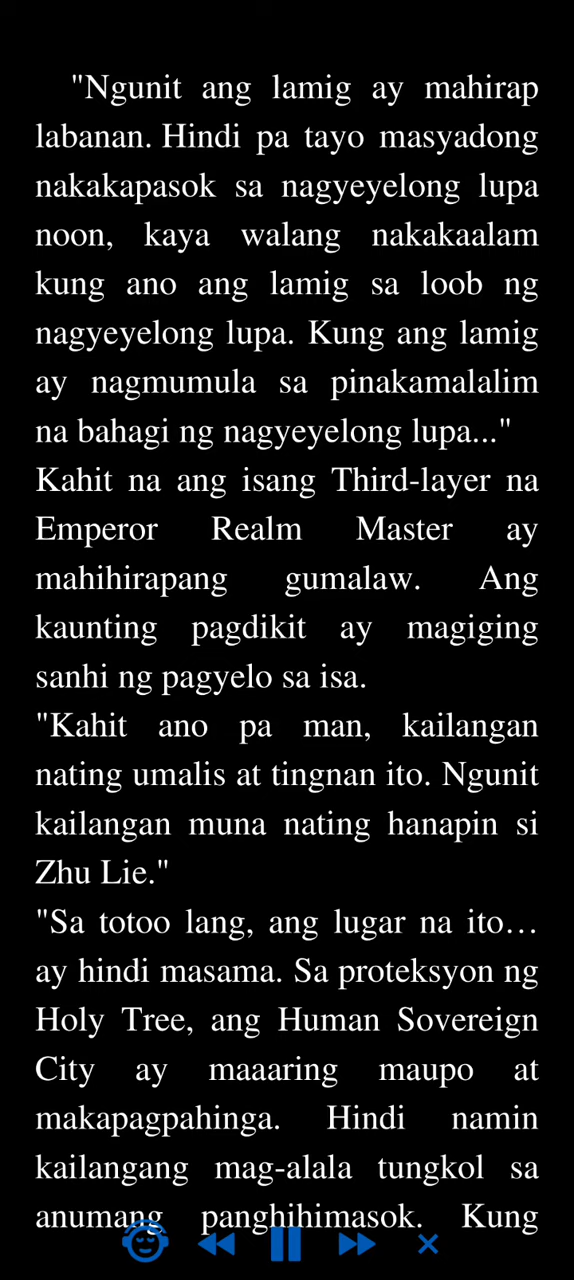 "Ngunit ang lamig ay mahirap
labanan. Hindi pa tayo masyadong
nakakapasok sa nagyeyelong lupa
noon, kaya walang nakakaalam
kung ano ang lamig sa loob ng
nagyeyelong lupa. Kung ang lamig
ay nagmumula sa pinakamalalim
na bahagi ng nagyeyelong lupa..."
Kahit na ang isang Third-layer na
Emperor Realm Master ay
mahihirapang gumalaw. Ang
kaunting pagdikit ay magiging
sanhi ng pagyelo sa isa.
"Kahit ano pa man, kailangan
nating umalis at tingnan ito. Ngunit
kailangan muna nating hanapin si
Zhu Lie."
"Sa totoo lang, ang lugar na ito…
ay hindi masama. Sa proteksyon ng
Holy Tree, ang Human Sovereign
City ay maaaring maupo at
makapagpahinga. Hindi namin
kailangang mag-alala tungkol sa
anumang panghihimasok. Kung